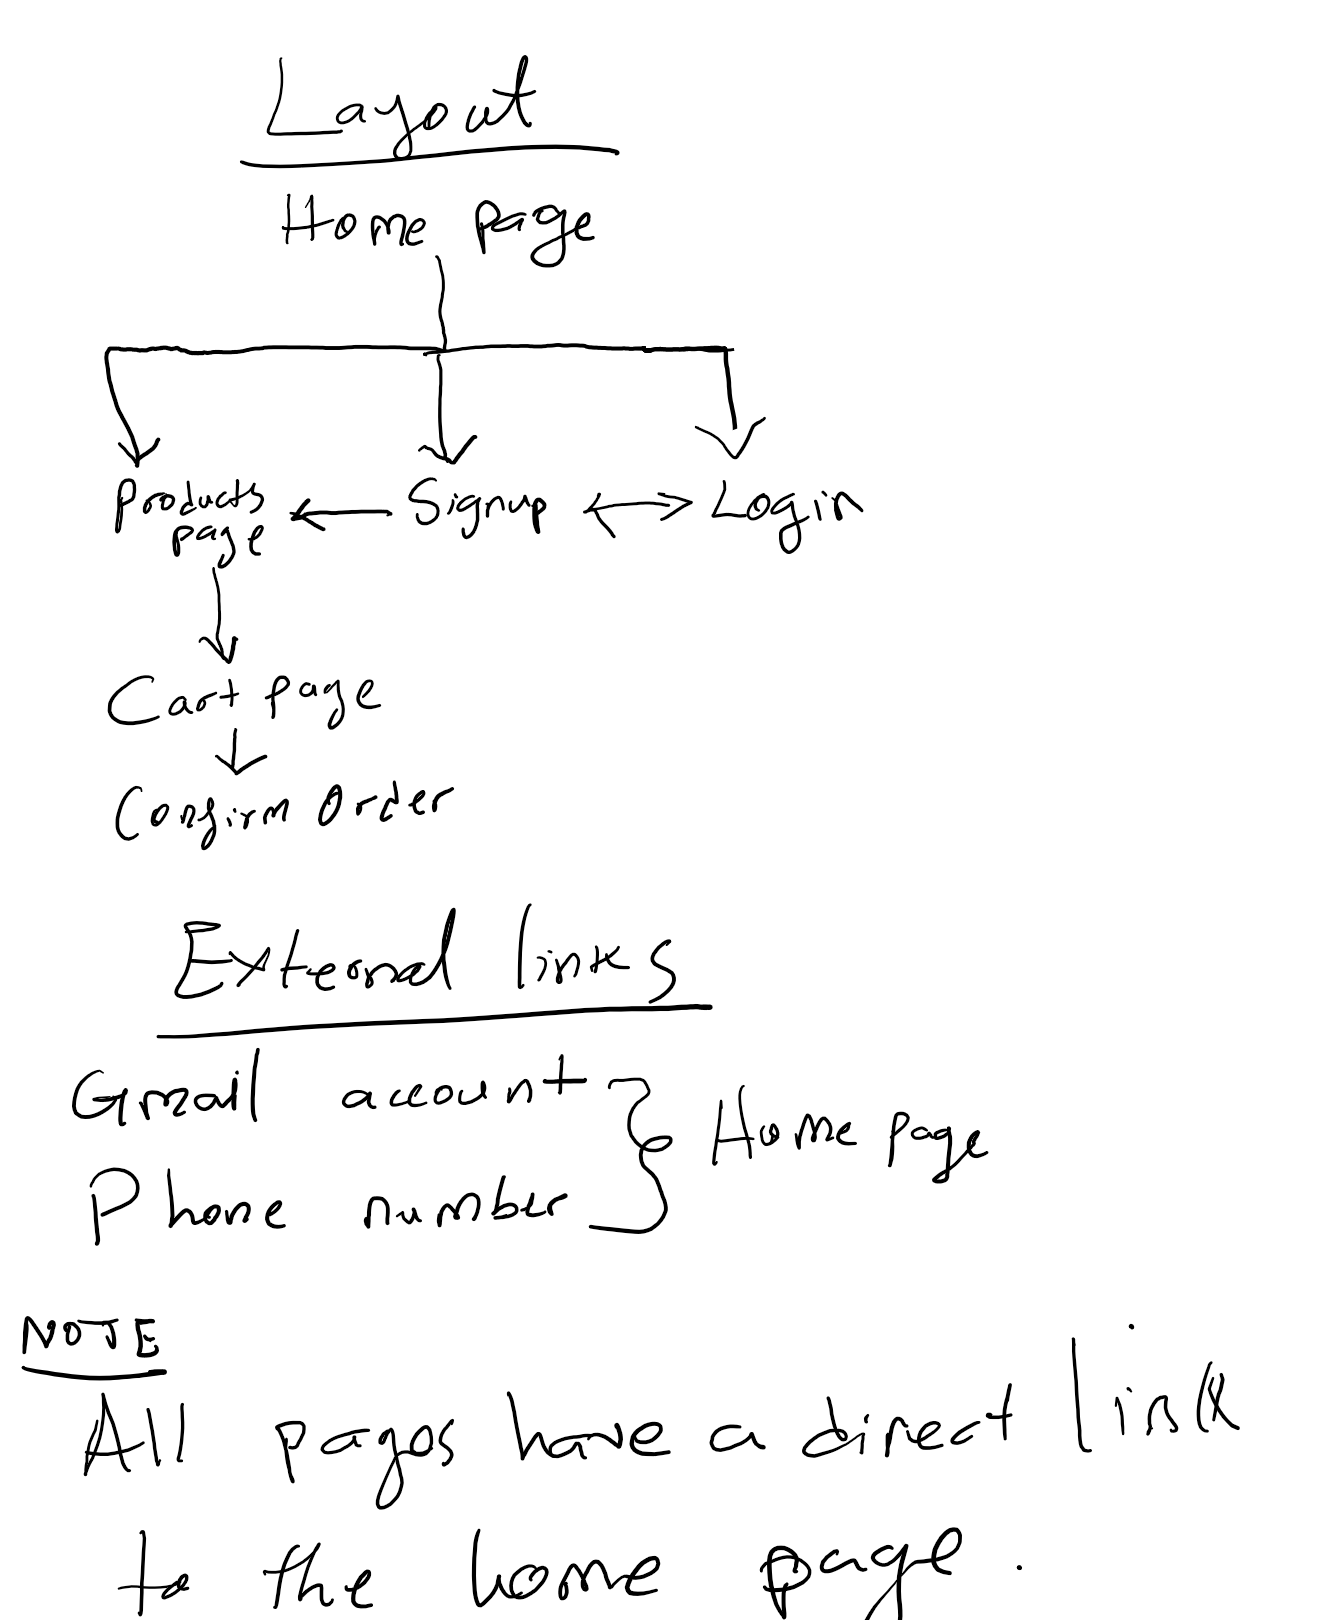 Layout
Home page
Products Signup Login
page
Cart page
Confirm Order
External links
Gmail account
Home page
Phone number
NOTE
All pages have a direct link
to the home page.